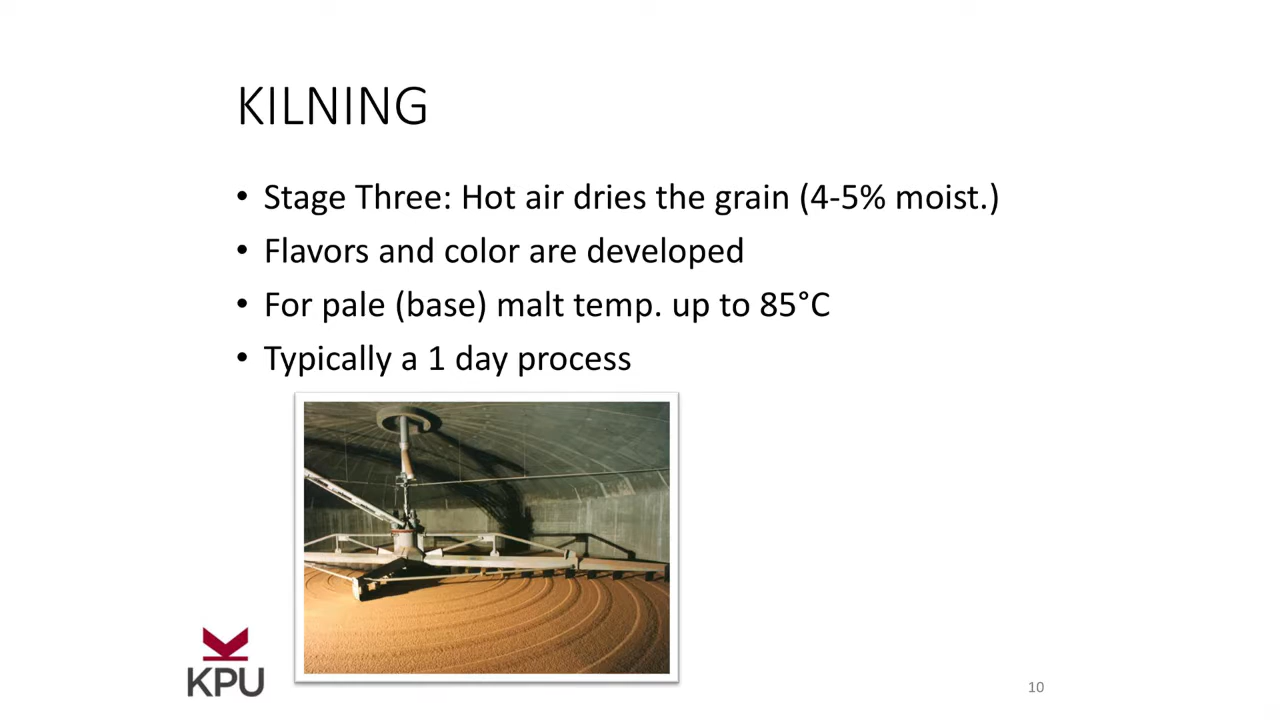 KILNING
• Stage Three: Hot air dries the grain (4-5% moist.)
• Flavors and color are developed
• For pale (base) malt temp. up to 85°C
• Typically a 1 day process
KPU
10